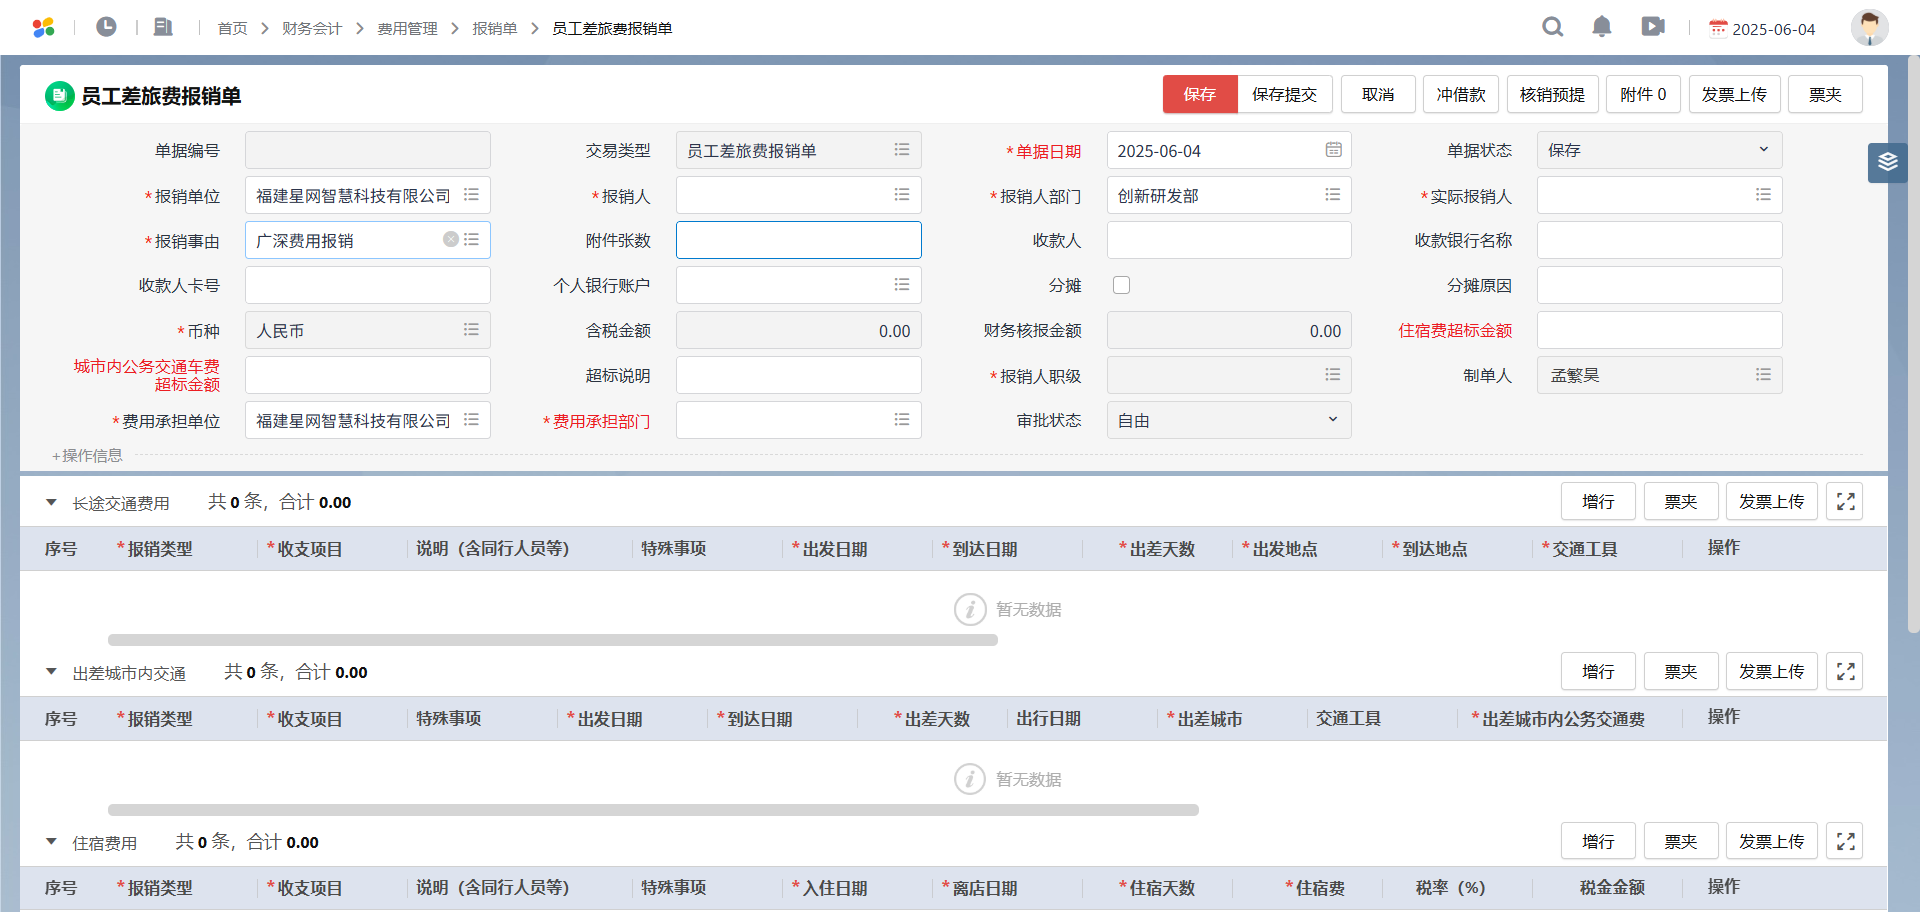 首页 > 财务会计 > 费用管理 > 报销单 > 员工差旅费报销单 2025-06-04
员工差旅费报销单 保存 保存提交 取消 冲借款 核销预提 附件 0 发票上传 票夹
单据编号 交易类型 员工差旅费报销单 *单据日期 2025-06-04 单据状态 保存
*报销单位 福建星网智慧科技有限公司 *报销人 *报销人部门 创新研发部 *实际报销人
*报销事由 广深费用报销 附件张数 收款人 收款银行名称
收款人卡号 个人银行账户 分摊 分摊原因
*币种 人民币 含税金额 0.00 财务核报金额 0.00 住宿费超标金额
城市内公务交通车费
超标金额 超标说明 *报销人职级 制单人 孟繁昊
*费用承担单位 福建星网智慧科技有限公司 *费用承担部门 审批状态 自由
+操作信息
长途交通费用 共 0 条, 合计 0.00 增行 票夹 发票上传
序号 *报销类型 *收支项目 说明（含同行人员等） 特殊事项 *出发日期 *到达日期 *出差天数 *出发地点 *到达地点 *交通工具 操作
暂无数据
出差城市内交通 共 0 条, 合计 0.00 增行 票夹 发票上传
序号 *报销类型 *收支项目 特殊事项 *出发日期 *到达日期 *出差天数 出行日期 *出差城市 交通工具 *出差城市内公务交通费 操作
暂无数据
住宿费用 共 0 条, 合计 0.00 增行 票夹 发票上传
序号 *报销类型 *收支项目 说明（含同行人员等） 特殊事项 *入住日期 *离店日期 *住宿天数 *住宿费 税率（%） 税金金额 操作